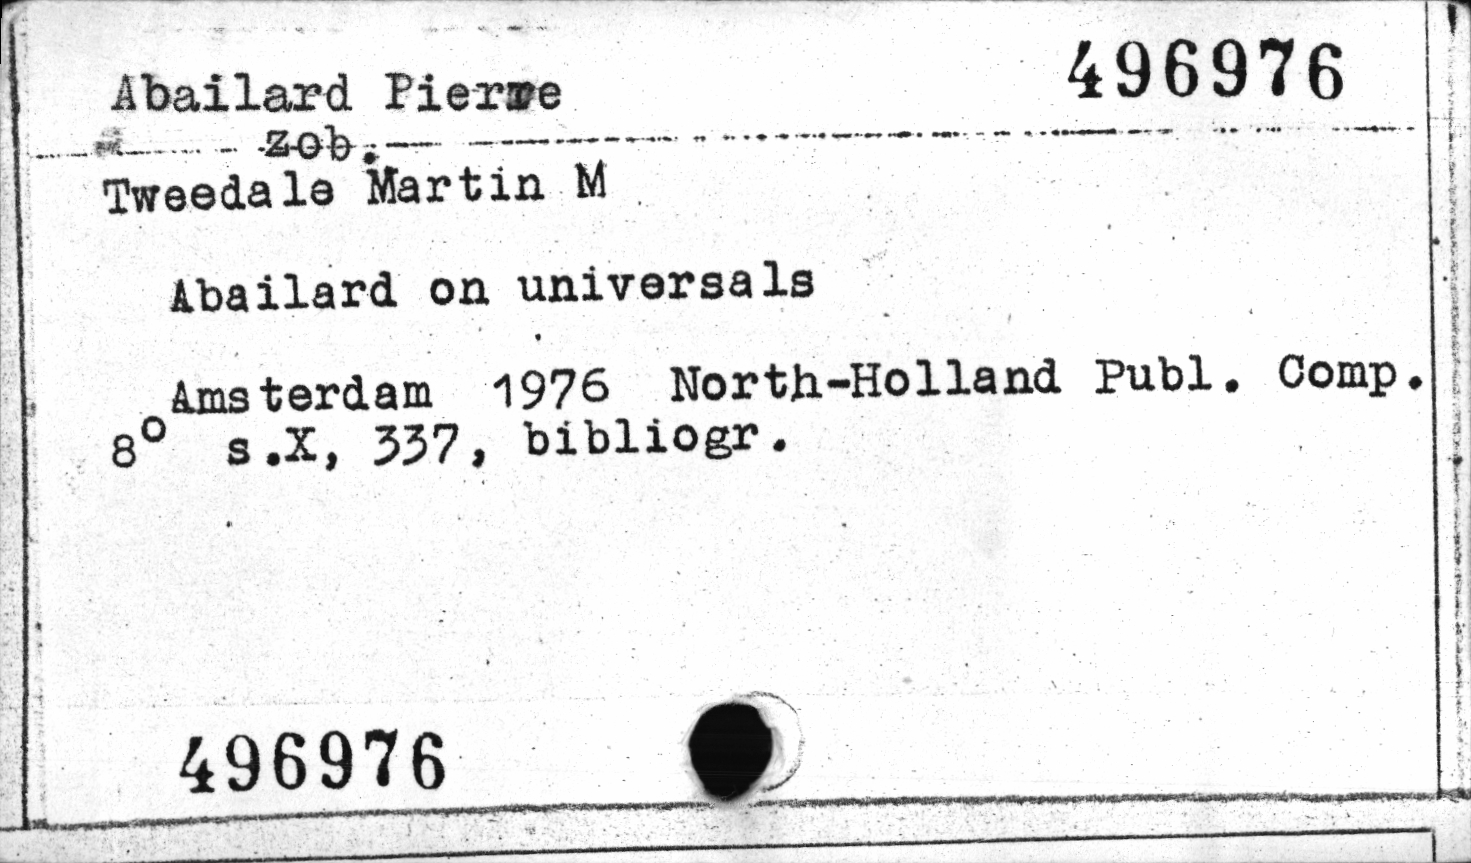 Abailard Pierre
496976
zob.
Tweedale Martin M
Abailard on universals
Amsterdam 1976 North-Holland Publ. Comp.
8° s.X, 337, bibliogr.
496976